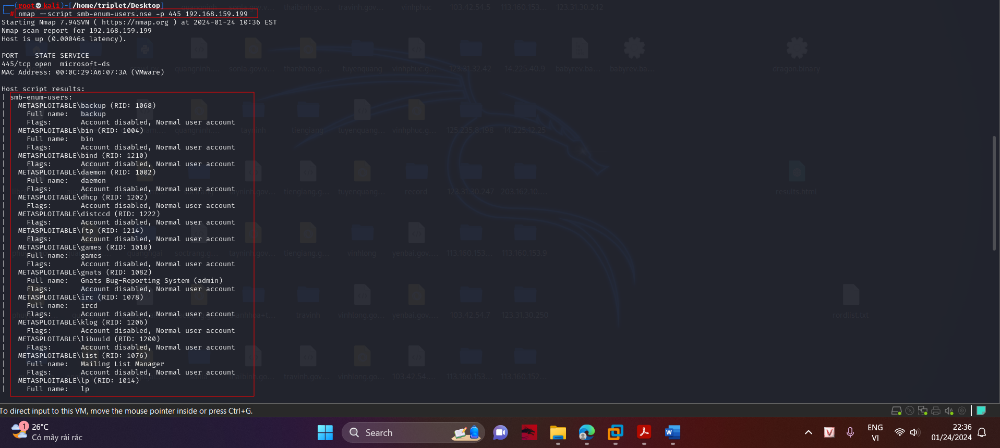 (root💀kali)-[/home/triplet/Desktop]
# nmap --script smb-enum-users.nse -p 445 192.168.159.199
Starting Nmap 7.94SVN ( https://nmap.org ) at 2024-01-24 10:36 EST
Nmap scan report for 192.168.159.199
Host is up (0.00046s latency).
PORT    STATE SERVICE
445/tcp open  microsoft-ds
MAC Address: 00:0C:29:A6:07:3A (VMware)
Host script results:
| smb-enum-users:
|   METASPLOITABLE\backup (RID: 1068)
|     Full name:   backup
|     Flags:       Account disabled, Normal user account
|   METASPLOITABLE\bin (RID: 1004)
|     Full name:   bin
|     Flags:       Account disabled, Normal user account
|   METASPLOITABLE\bind (RID: 1210)
|     Flags:       Account disabled, Normal user account
|   METASPLOITABLE\daemon (RID: 1002)
|     Full name:   daemon
|     Flags:       Account disabled, Normal user account
|   METASPLOITABLE\dhcp (RID: 1202)
|     Flags:       Account disabled, Normal user account
|   METASPLOITABLE\distccd (RID: 1222)
|     Flags:       Account disabled, Normal user account
|   METASPLOITABLE\ftp (RID: 1214)
|     Flags:       Account disabled, Normal user account
|   METASPLOITABLE\games (RID: 1010)
|     Full name:   games
|     Flags:       Account disabled, Normal user account
|   METASPLOITABLE\gnats (RID: 1082)
|     Full name:   Gnats Bug-Reporting System (admin)
|     Flags:       Account disabled, Normal user account
|   METASPLOITABLE\irc (RID: 1078)
|     Full name:   ircd
|     Flags:       Account disabled, Normal user account
|   METASPLOITABLE\klog (RID: 1206)
|     Flags:       Account disabled, Normal user account
|   METASPLOITABLE\libuuid (RID: 1200)
|     Flags:       Account disabled, Normal user account
|   METASPLOITABLE\list (RID: 1076)
|     Full name:   Mailing List Manager
|     Flags:       Account disabled, Normal user account
|   METASPLOITABLE\lp (RID: 1014)
|     Full name:   lp
thaibinh.gov... travinh.gov... 103.42.54.5 113.160.153... 123.31.30.242
quangninh... sonla.gov.v... thanhhoa.g... tuyenquang vinhphuc.g... 123.31.32.42 14.225.40.9 babyrev.ba... babyrev.ba... dragon.binary
quangninh... tayninh tiengiang tuyenquang... vinhphuc.g... 125.235.8.198 14.225.12.25
soctrang tayninh.gov... tiengiang.g... tuyenquang... record 123.31.30.247 203.162.10.... results.html
quangngai soctrang.g... tayninh.gov... tiengiang.g... vinhlong yenbai.gov.... 113.160.153... 113.160.153.9
travinh vinhlong.go... yenbai.gov.... 103.42.54.7 123.31.30.250 rordlist.txt
sonla thaibinh.gov... travinh.gov... vinhlong.go... 103.42.54.... 113.160.153... 113.160.152...
To direct input to this VM, move the mouse pointer inside or press Ctrl+G.
1
26°C
Có mây rải rác
Search
ENG
VI
22:36
01/24/2024